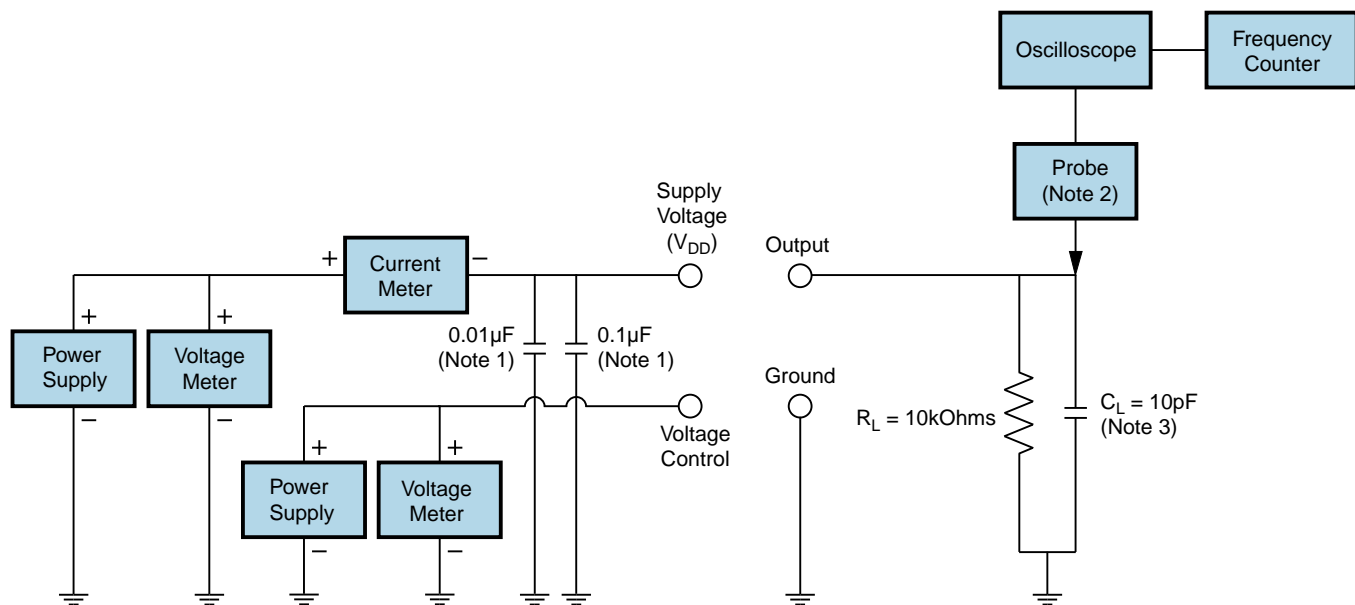 Oscilloscope
Frequency
Counter
Probe
(Note 2)
Supply
Voltage
(VDD)
Output
+
Current
Meter
−
+
Power
Supply
−
+
Voltage
Meter
−
0.01µF
(Note 1)
0.1µF
(Note 1)
Ground
RL = 10kOhms
CL = 10pF
(Note 3)
Voltage
Control
+
Power
Supply
−
+
Voltage
Meter
−